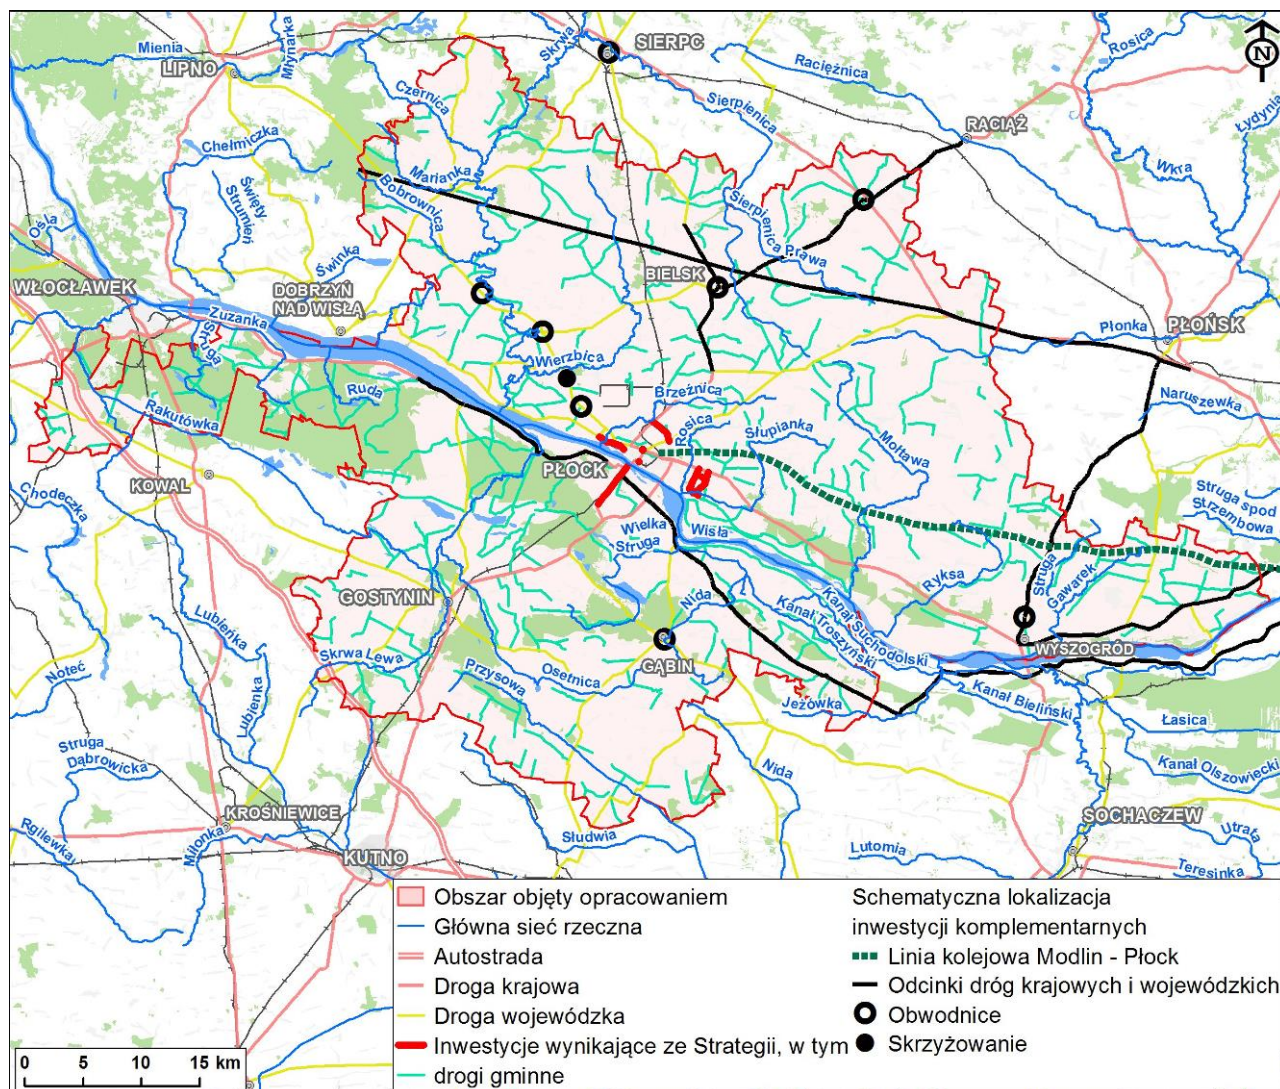 SIERPC
Skrwa
Mienia
LIPNO
Młynarka
Czernica
Raciążnica
Rosica
Sierpienica
RACIĄŻ
Łydynia
Wkra
Chełmiczka
Marianka
Bobrownica
Święty
Strumień
Sierpienica Prawa
Ośla
Świnka
WŁOCŁAWEK
DOBRZYŃ
NAD WISŁĄ
BIELSK
Zuzanka
Struga
Płonka
PŁOŃSK
Wierzbica
Ruda
Brzeźnica
Naruszewka
Rakutówka
Rosica
Słupianka
Mołtawa
KOWAL
PŁOCK
Chodeczka
Struga spod
Strzembowa
Wielka
Struga
Wisła
Ryksa
Struga
Gawarek
GOSTYNIN
Nida
Kanał Suchodolski
Kanał Troszyński
Lubieńka
Skrwa Lewa
Osetnica
GĄBIN
WYSZOGRÓD
Noteć
Przysowa
Lubieńka
Jeżówka
Kanał Bieliński
Łasica
Struga
Dąbrowicka
Nida
Kanał Olszowiecki
KROŚNIEWICE
SOCHACZEW
Rgilewka
Miłonka
Słudwia
Utrata
KUTNO
Lutomia
Teresinka
N
Obszar objęty opracowaniem
Główna sieć rzeczna
Autostrada
Droga krajowa
Droga wojewódzka
Inwestycje wynikające ze Strategii, w tym
drogi gminne
Schematyczna lokalizacja
inwestycji komplementarnych
Linia kolejowa Modlin - Płock
Odcinki dróg krajowych i wojewódzkich
Obwodnice
Skrzyżowanie
0 5 10 15 km